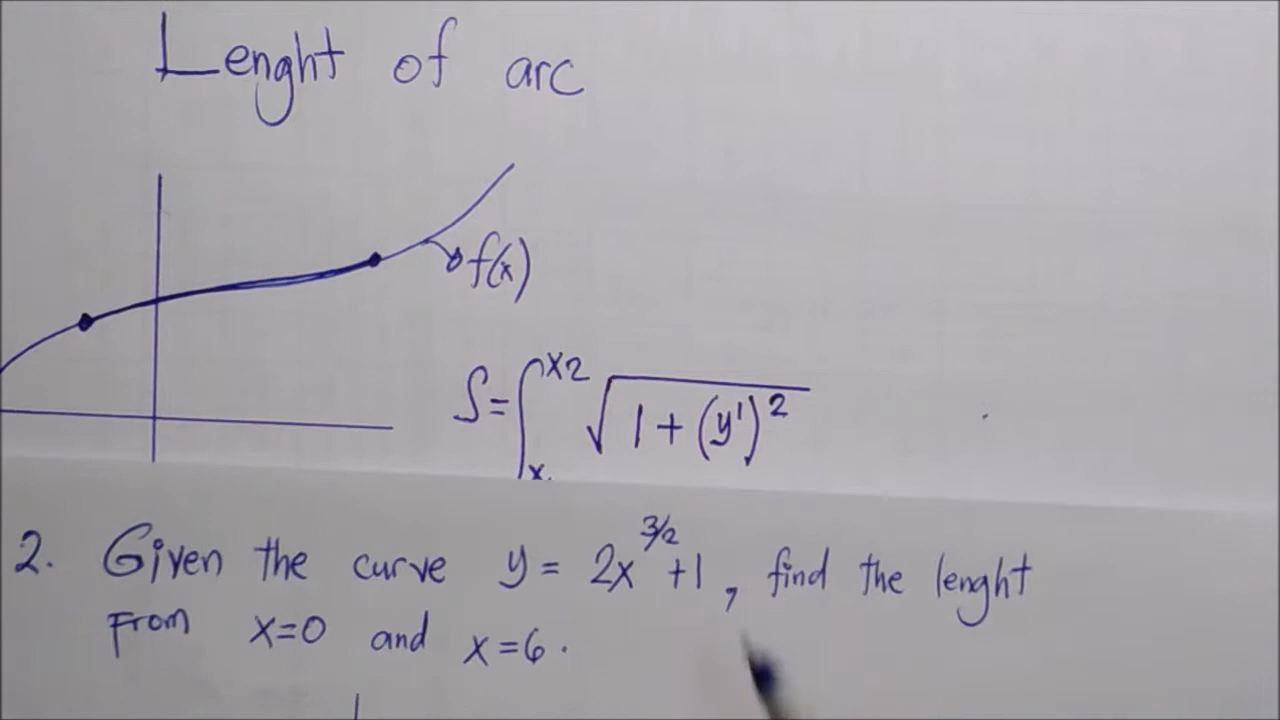 Lenght of arc
f(x)
S=∫ₓ.ˣ² √(1+(y')²)
2. Given the curve y = 2x^3/2+1, find the lenght
From x=0 and x=6.